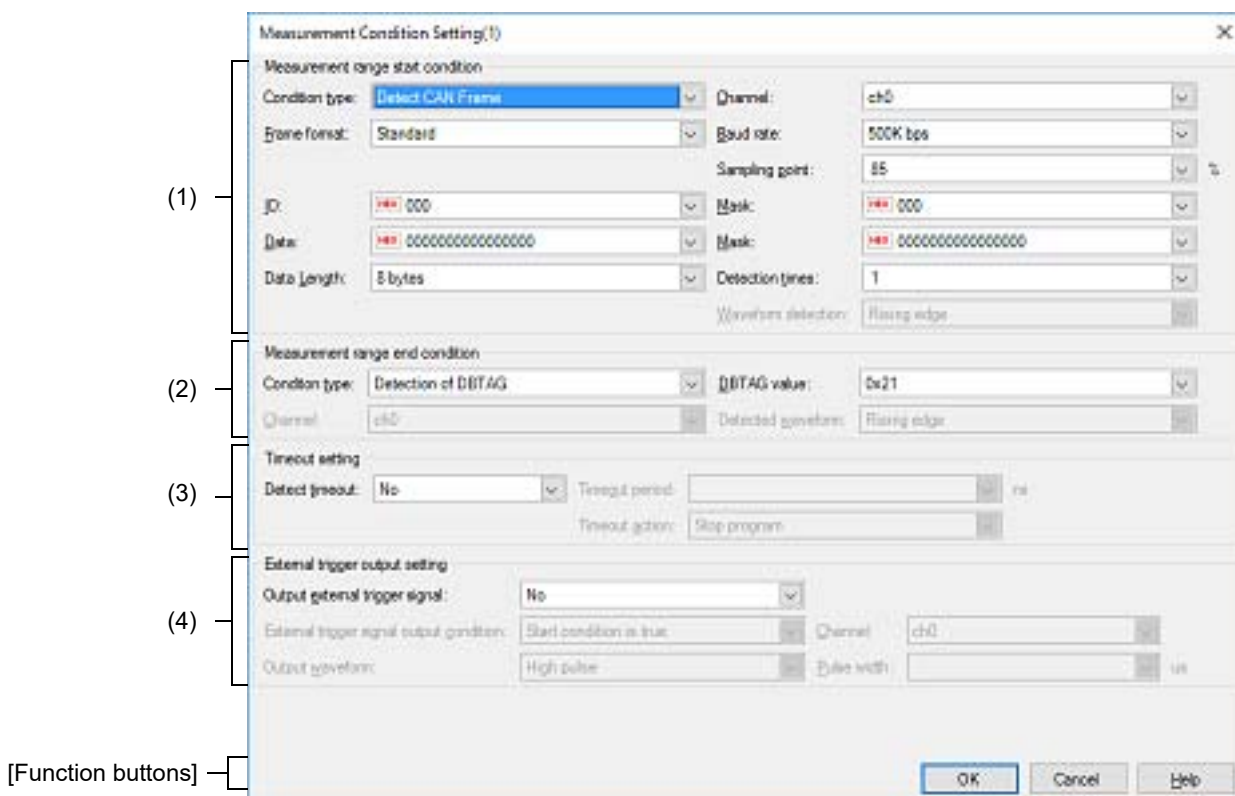 Measurement Condition Setting(1)
Measurement range start condition
Condition type: Detect CAN Frame Channel: ch0
Frame format: Standard Baud rate: 500K bps
Sampling point: 85 %
(1)
ID: HEX 000 Mask: HEX 000
Data: HEX 0000000000000000 Mask: HEX 0000000000000000
Data Length: 8 bytes Detection times: 1
Waveform detection: Rising edge
Measurement range end condition
(2)
Condition type: Detection of DBTAG DBTAG value: 0x21
Channel: ch0 Detected waveform: Rising edge
Timeout setting
(3)
Detect timeout: No Timeout period: ns
Timeout action: Stop program
External trigger output setting
Output external trigger signal: No
(4)
External trigger signal output condition: Start condition is true Channel: ch0
Output waveform: High pulse Pulse width: us
[Function buttons]
OK Cancel Help